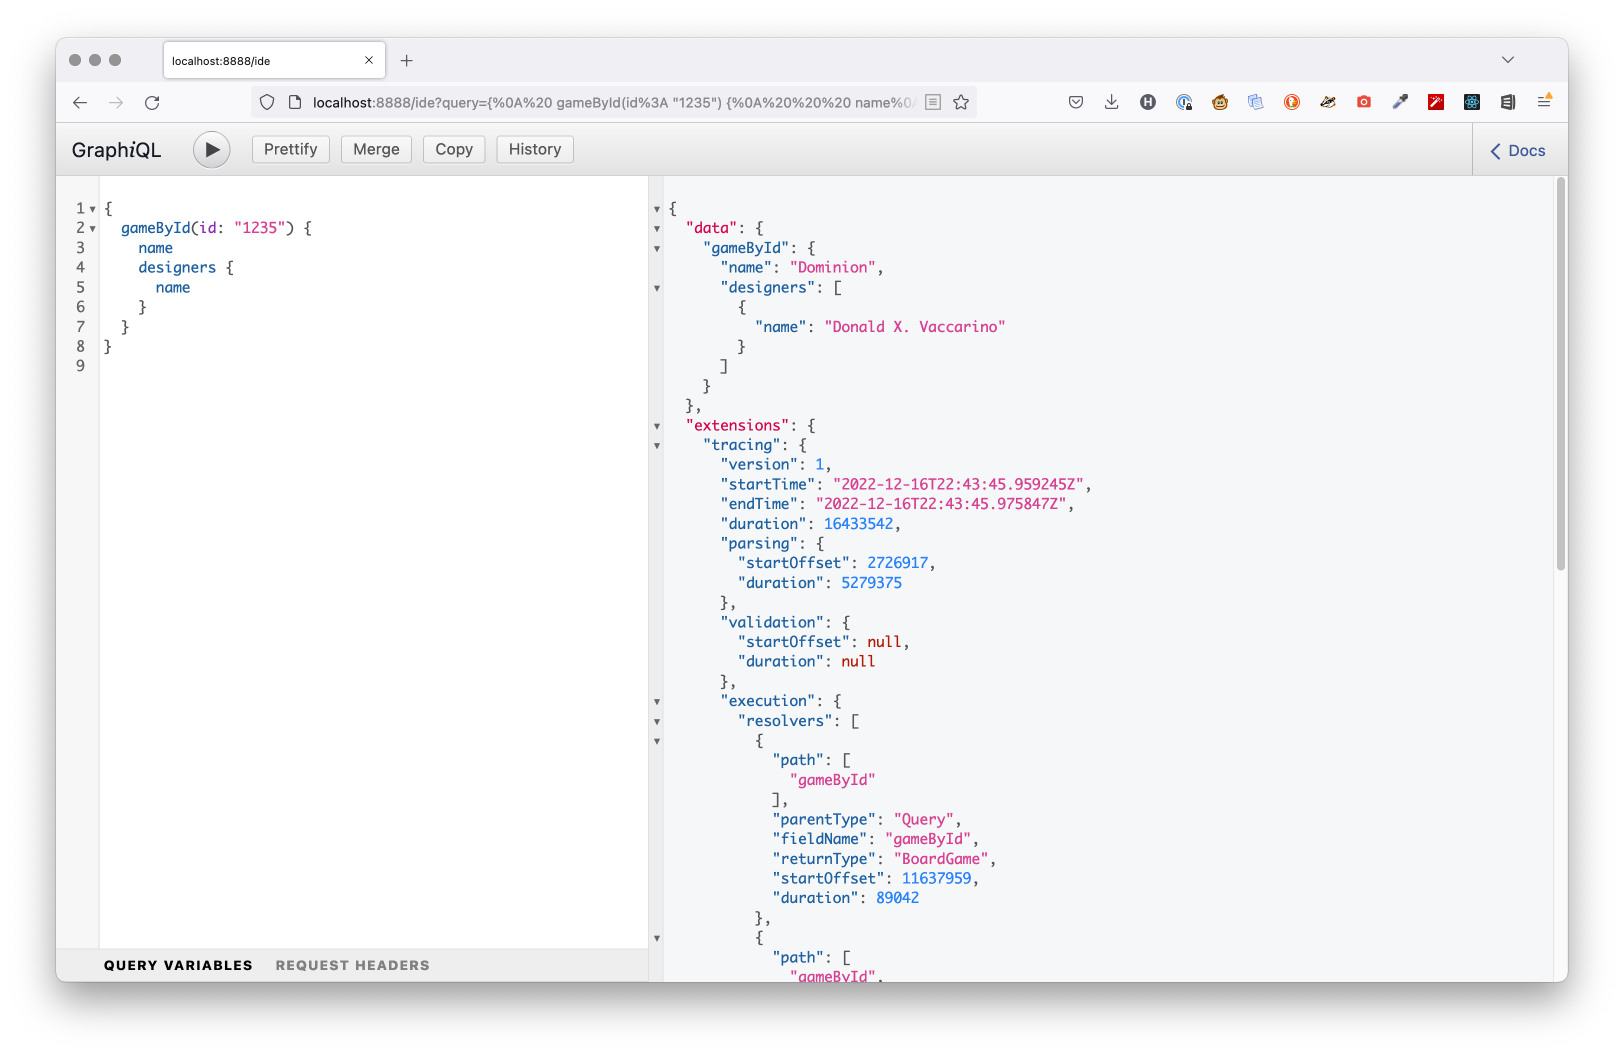 localhost:8888/ide
localhost:8888/ide?query={%0A%20 gameById(id%3A "1235") {%0A%20%20%20 name%0A
GraphiQL
Prettify
Merge
Copy
History
Docs
1 {
2 gameById(id: "1235") {
3 name
4 designers {
5 name
6 }
7 }
8 }
9
{
"data": {
"gameById": {
"name": "Dominion",
"designers": [
{
"name": "Donald X. Vaccarino"
}
]
}
},
"extensions": {
"tracing": {
"version": 1,
"startTime": "2022-12-16T22:43:45.959245Z",
"endTime": "2022-12-16T22:43:45.975847Z",
"duration": 16433542,
"parsing": {
"startOffset": 2726917,
"duration": 5279375
},
"validation": {
"startOffset": null,
"duration": null
},
"execution": {
"resolvers": [
{
"path": [
"gameById"
],
"parentType": "Query",
"fieldName": "gameById",
"returnType": "BoardGame",
"startOffset": 11637959,
"duration": 89042
},
{
"path": [
"gameById",
QUERY VARIABLES
REQUEST HEADERS